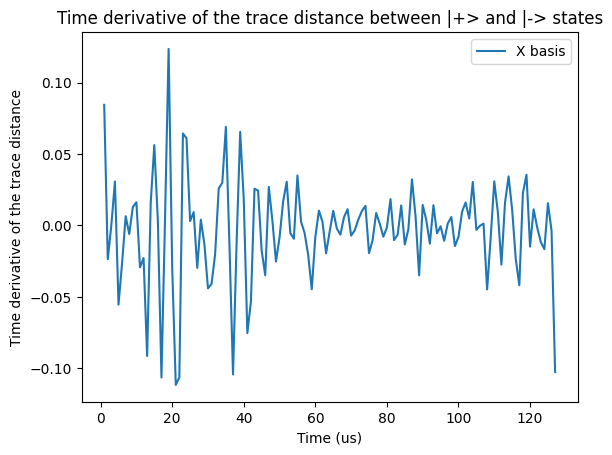 Time derivative of the trace distance between |+> and |-> states
X basis
Time derivative of the trace distance
0.10
0.05
0.00
−0.05
−0.10
0 20 40 60 80 100 120
Time (us)